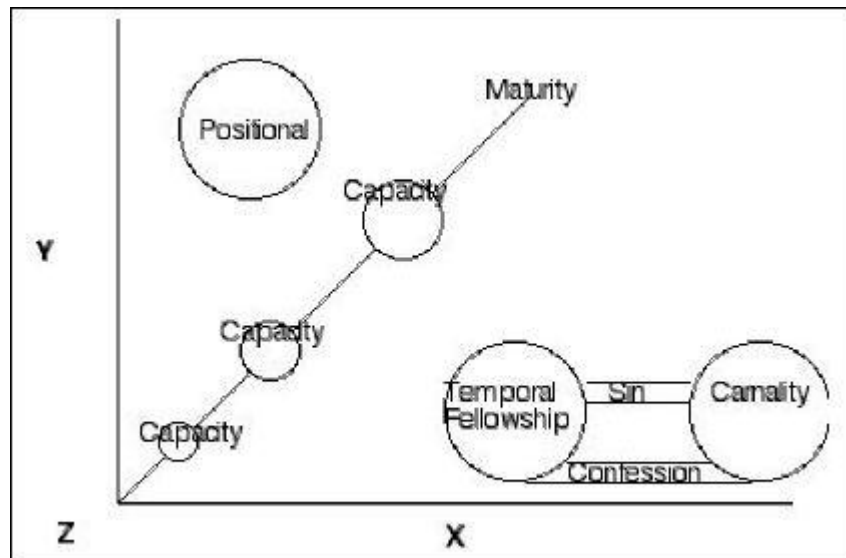 Maturity
Positional
Capacity
Y
Capacity
Temporal
Fellowship
Sin
Carnality
Capacity
Confession
Z
X